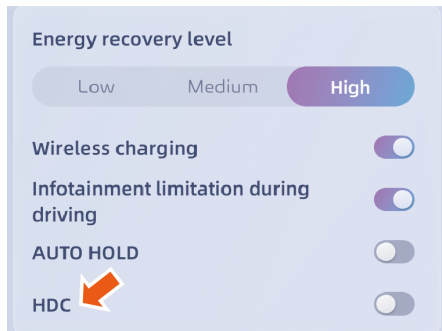 Energy recovery level
Low Medium High
Wireless charging
Infotainment limitation during
driving
AUTO HOLD
HDC